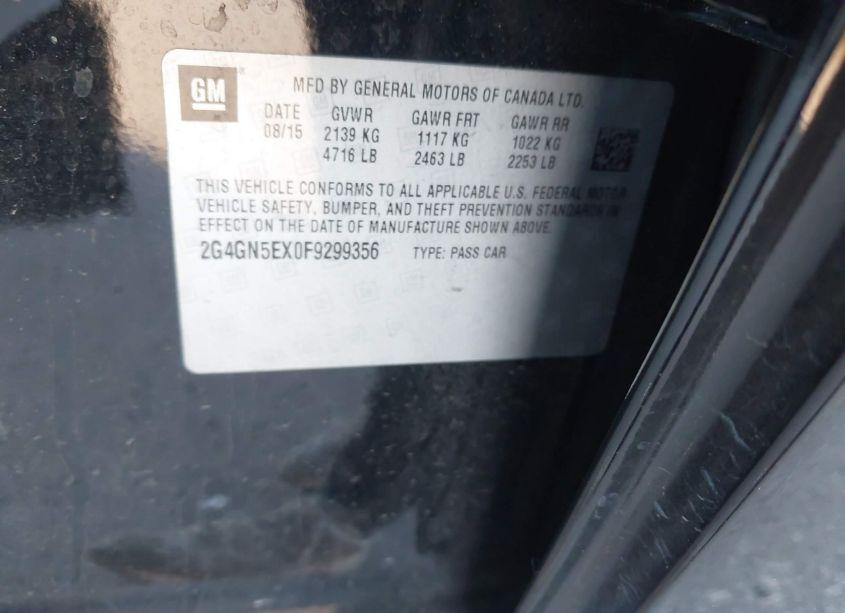 GM ®
MFD BY GENERAL MOTORS OF CANADA LTD.
DATE GVWR GAWR FRT GAWR RR
08/15 2139 KG 1117 KG 1022 KG
4716 LB 2463 LB 2253 LB
THIS VEHICLE CONFORMS TO ALL APPLICABLE U.S. FEDERAL MOTOR
VEHICLE SAFETY, BUMPER, AND THEFT PREVENTION STANDARDS IN
EFFECT ON THE DATE OF MANUFACTURE SHOWN ABOVE.
2G4GN5EX0F9299356 TYPE: PASS CAR